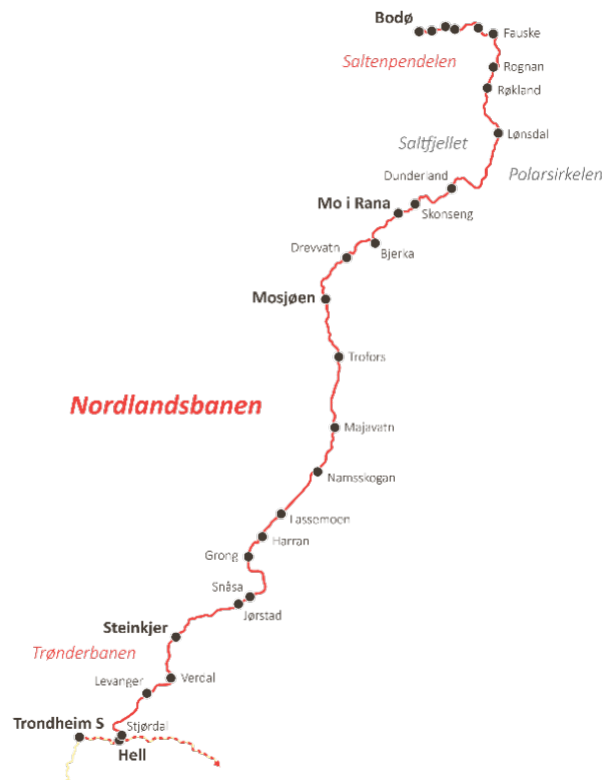 Bodø
Fauske
Saltenpendelen
Rognan
Røkland
Lønsdal
Saltfjellet
Dunderland
Polarsirkelen
Mo i Rana
Skonseng
Drevvatn
Bjerka
Mosjøen
Trofors
Nordlandsbanen
Majavatn
Namsskogan
Lassemoen
Harran
Grong
Snåsa
Jørstad
Steinkjer
Trønderbanen
Verdal
Levanger
Trondheim S
Stjørdal
Hell